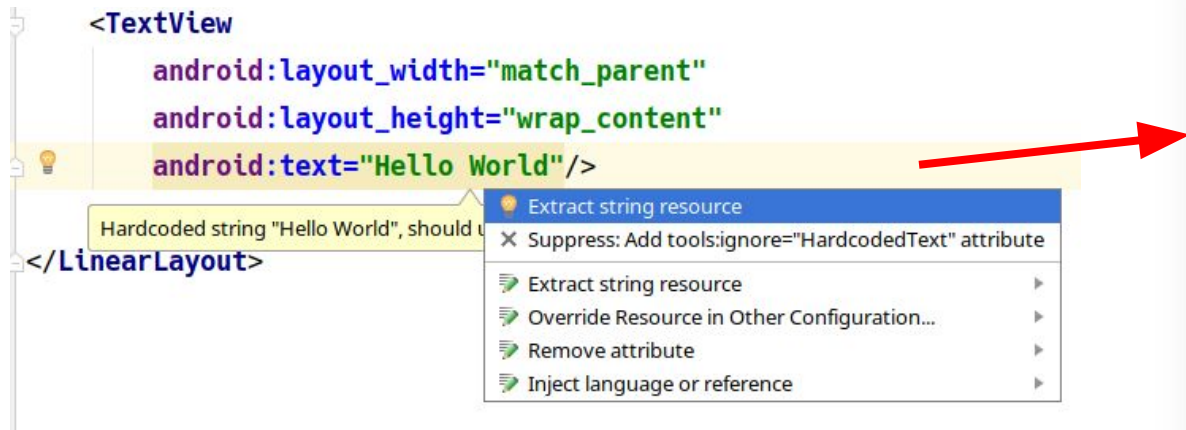 <TextView
android:layout_width="match_parent"
android:layout_height="wrap_content"
android:text="Hello World"/>
Hardcoded string "Hello World", should
</LinearLayout>
Extract string resource
Suppress: Add tools:ignore="HardcodedText" attribute
Extract string resource
Override Resource in Other Configuration...
Remove attribute
Inject language or reference